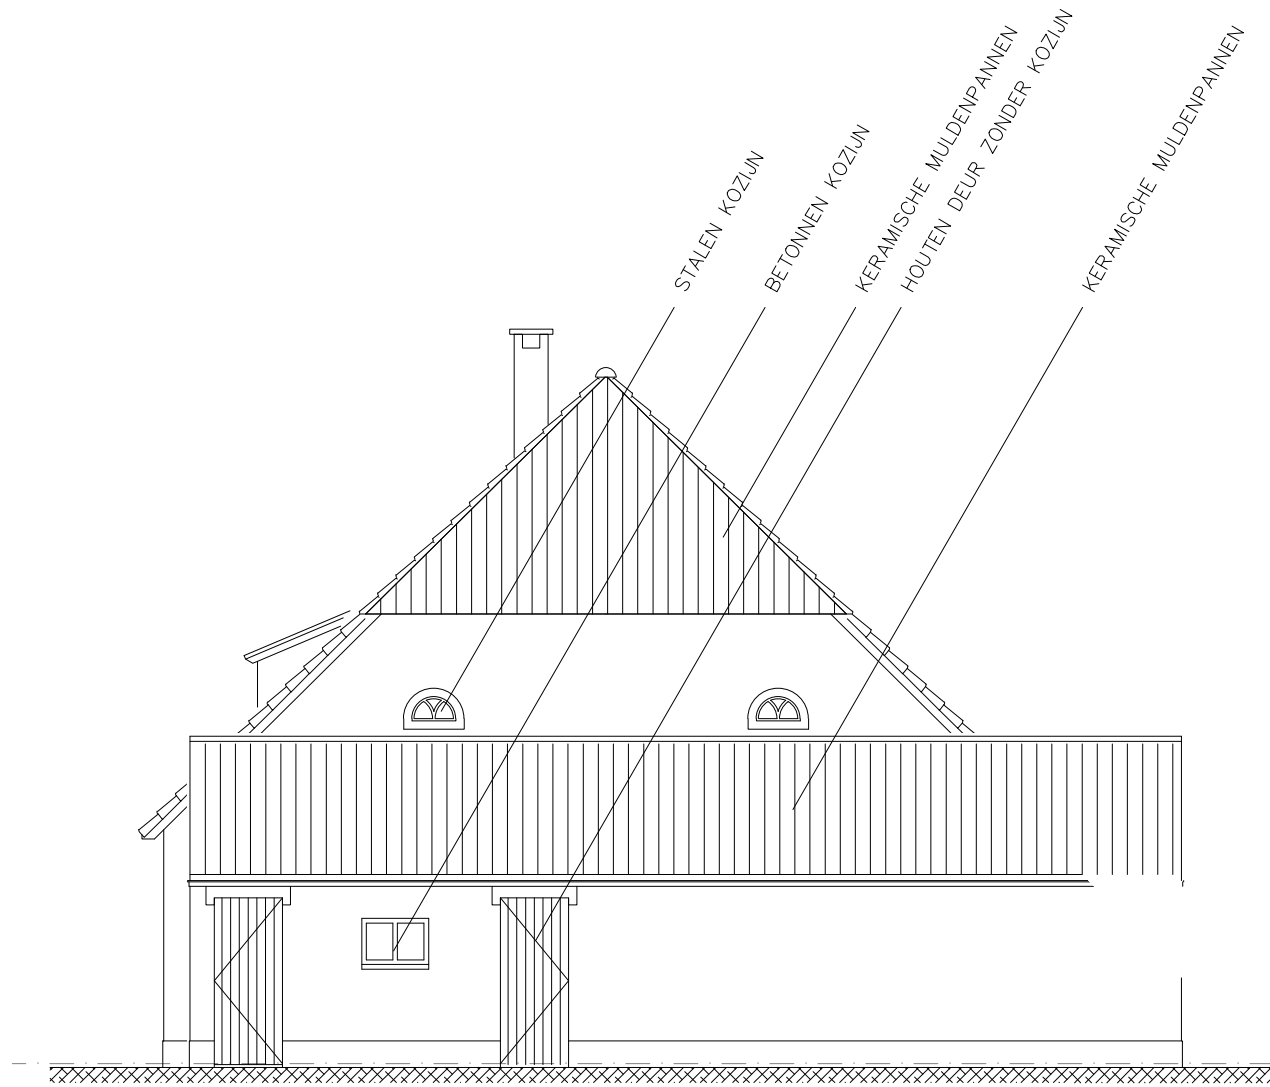 STALEN KOZIJN
BETONNEN KOZIJN
KERAMISCHE MULDENPANNEN
HOUTEN DEUR ZONDER KOZIJN
KERAMISCHE MULDENPANNEN